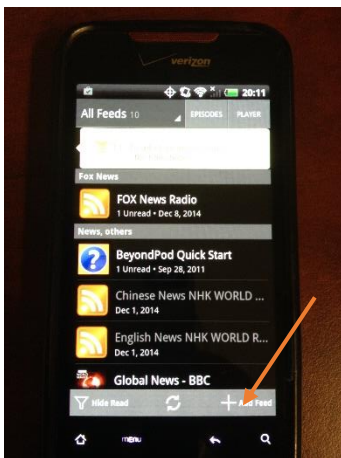 verizon
20:11
All Feeds 10 EPISODES PLAYER
Fox News
FOX News Radio
1 Unread • Dec 8, 2014
News, others
BeyondPod Quick Start
1 Unread • Sep 28, 2011
Chinese News NHK WORLD ...
Dec 1, 2014
English News NHK WORLD R...
Dec 1, 2014
Global News - BBC
Hide Read Add Feed
menu